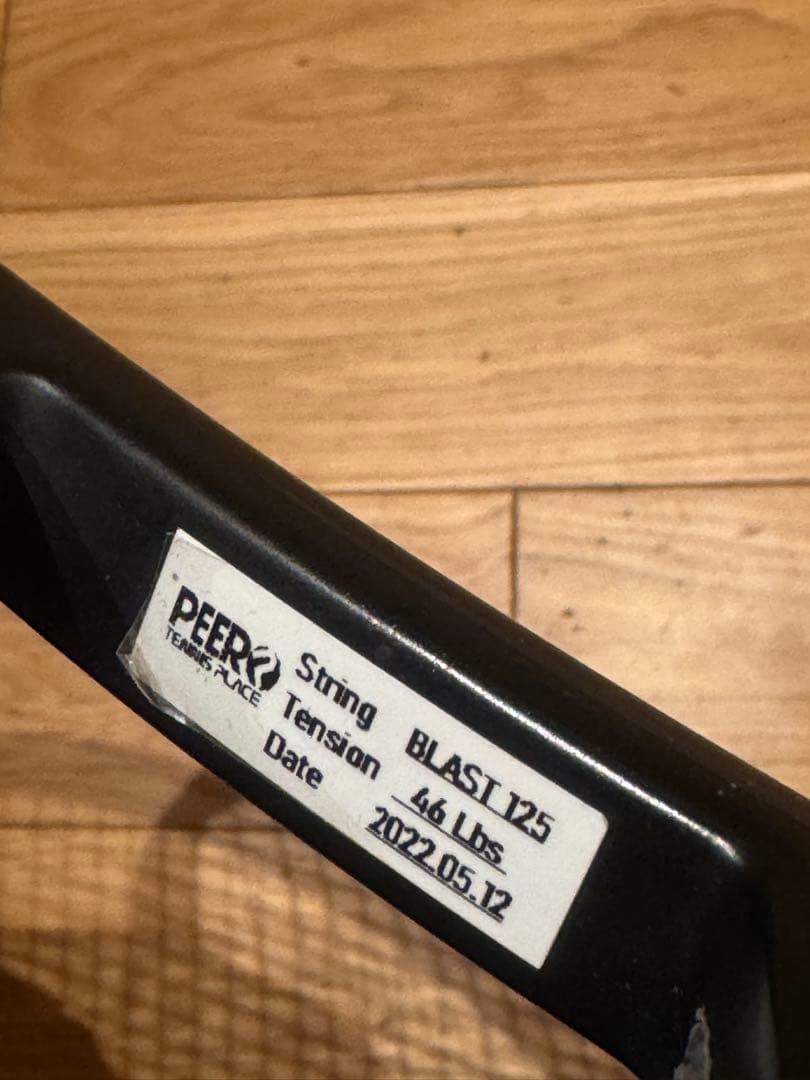 PEER
TENNIS PLACE
String BLAST 125
Tension 46 Lbs
Date 2022.05.12